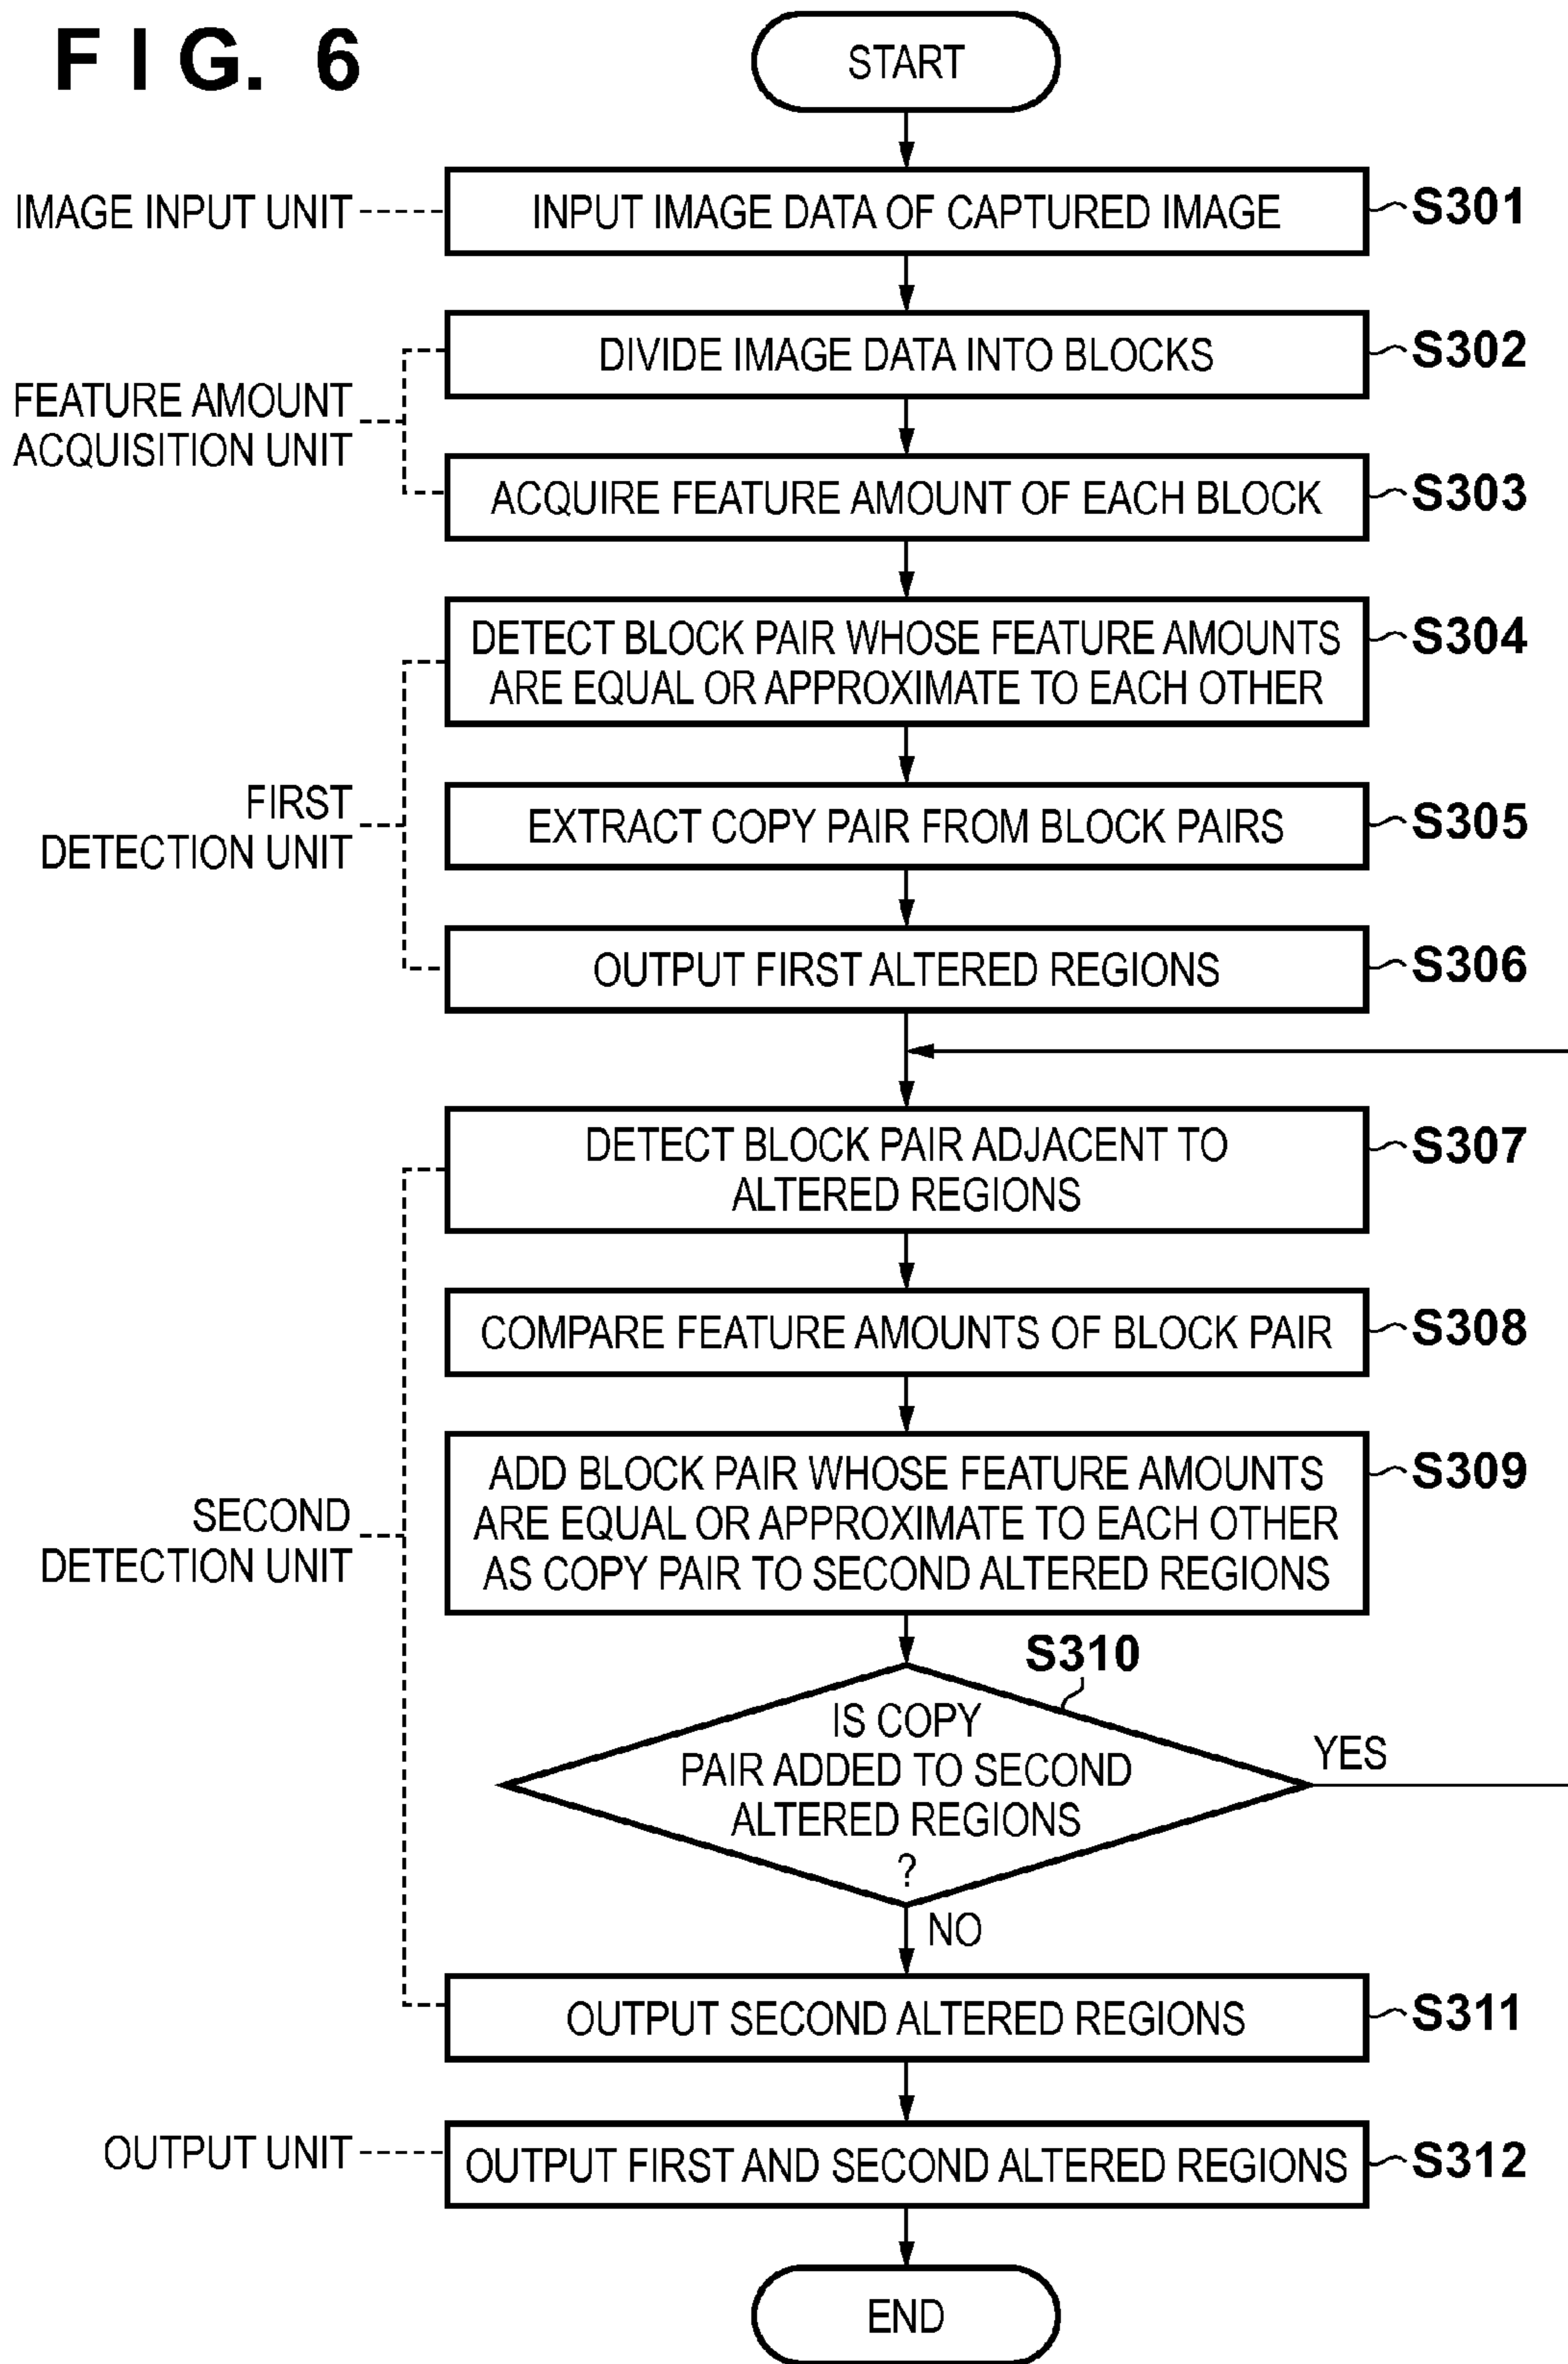 FIG. 6
START
IMAGE INPUT UNIT
INPUT IMAGE DATA OF CAPTURED IMAGE
S301
DIVIDE IMAGE DATA INTO BLOCKS
S302
FEATURE AMOUNT
ACQUISITION UNIT
ACQUIRE FEATURE AMOUNT OF EACH BLOCK
S303
DETECT BLOCK PAIR WHOSE FEATURE AMOUNTS
ARE EQUAL OR APPROXIMATE TO EACH OTHER
S304
FIRST
DETECTION UNIT
EXTRACT COPY PAIR FROM BLOCK PAIRS
S305
OUTPUT FIRST ALTERED REGIONS
S306
DETECT BLOCK PAIR ADJACENT TO
ALTERED REGIONS
S307
COMPARE FEATURE AMOUNTS OF BLOCK PAIR
S308
ADD BLOCK PAIR WHOSE FEATURE AMOUNTS
ARE EQUAL OR APPROXIMATE TO EACH OTHER
AS COPY PAIR TO SECOND ALTERED REGIONS
S309
SECOND
DETECTION UNIT
S310
IS COPY
PAIR ADDED TO SECOND
ALTERED REGIONS
?
YES
NO
OUTPUT SECOND ALTERED REGIONS
S311
OUTPUT UNIT
OUTPUT FIRST AND SECOND ALTERED REGIONS
S312
END